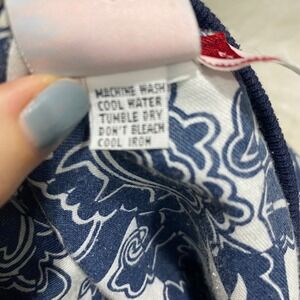 MACHINE WASH
COOL WATER
TUMBLE DRY
DON'T BLEACH
COOL IRON